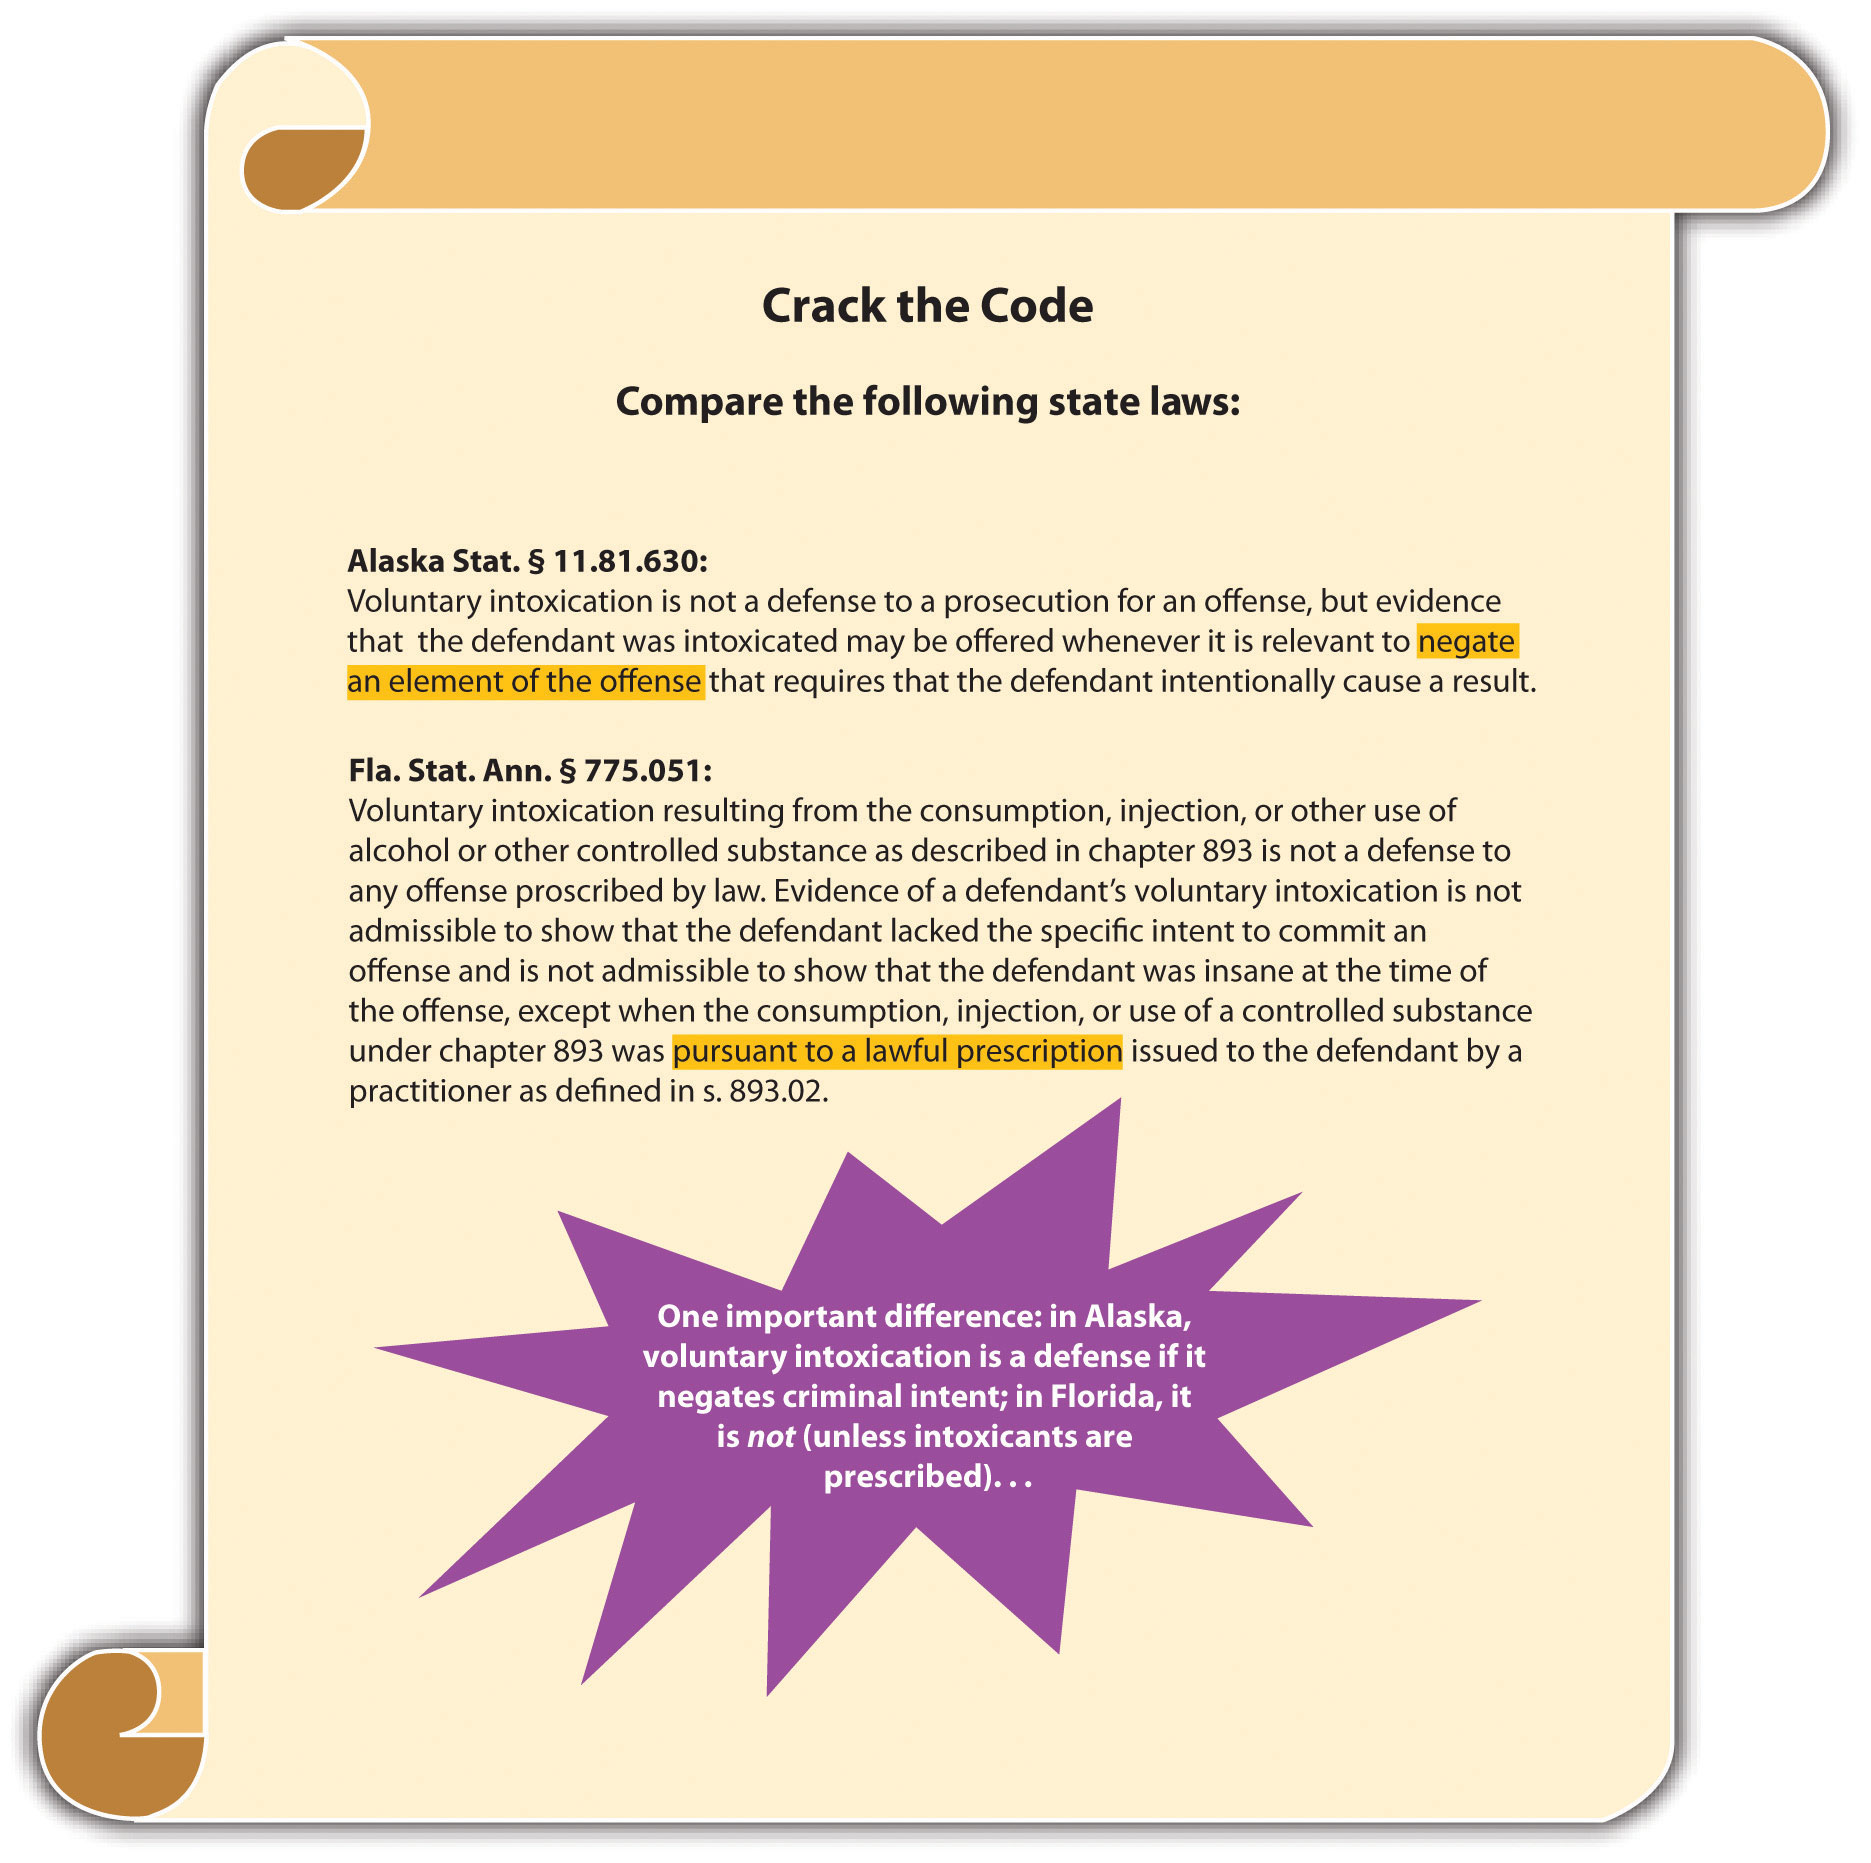 Crack the Code
Compare the following state laws:
Alaska Stat. § 11.81.630:
Voluntary intoxication is not a defense to a prosecution for an offense, but evidence
that  the defendant was intoxicated may be offered whenever it is relevant to negate
an element of the offense that requires that the defendant intentionally cause a result.
Fla. Stat. Ann. § 775.051:
Voluntary intoxication resulting from the consumption, injection, or other use of
alcohol or other controlled substance as described in chapter 893 is not a defense to
any offense proscribed by law. Evidence of a defendant’s voluntary intoxication is not
admissible to show that the defendant lacked the specific intent to commit an
offense and is not admissible to show that the defendant was insane at the time of
the offense, except when the consumption, injection, or use of a controlled substance
under chapter 893 was pursuant to a lawful prescription issued to the defendant by a
practitioner as defined in s. 893.02.
One important difference: in Alaska,
voluntary intoxication is a defense if it
negates criminal intent; in Florida, it
is not (unless intoxicants are
prescribed). . .